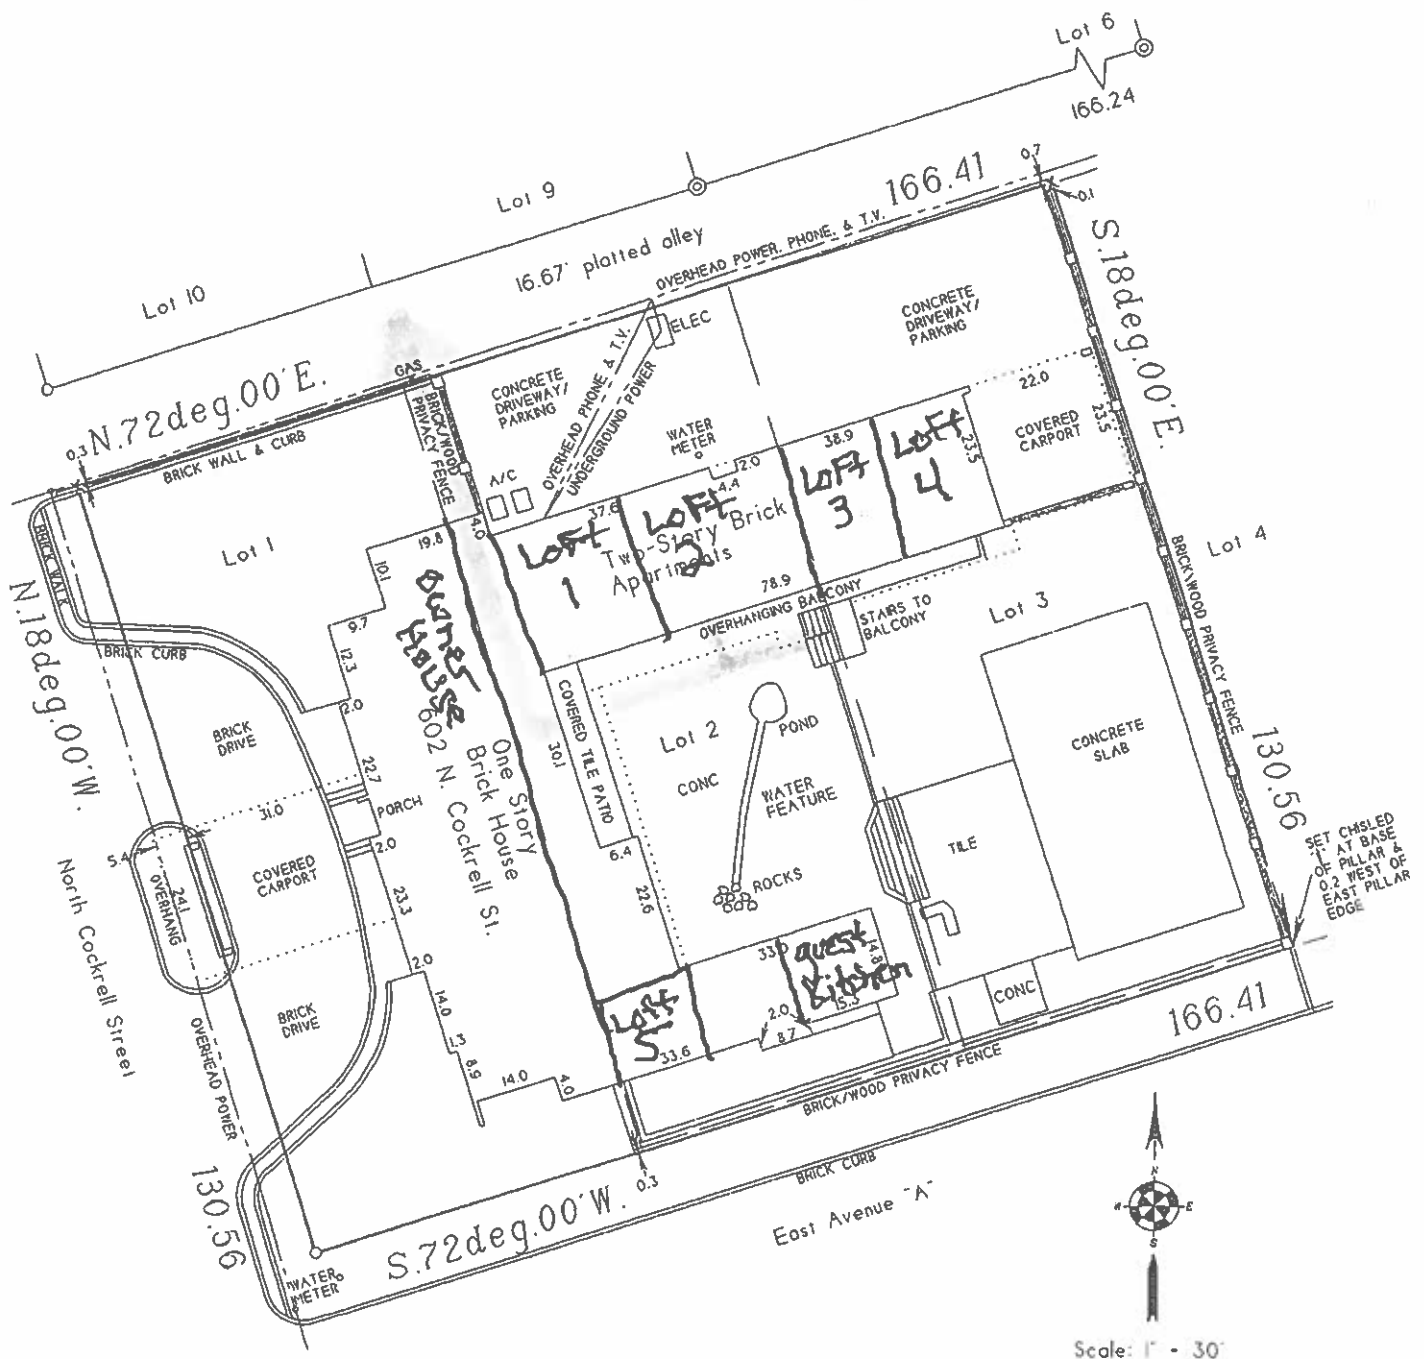 Lot 6
166.24
Lot 9
166.41
0.7
0.1
16.67' platted alley
OVERHEAD POWER, PHONE, & T.V.
Lot 10
S.18deg.00'E.
ELEC
CONCRETE
DRIVEWAY/
PARKING
GAS
N.72deg.00'E.
0.3
BRICK WALL & CURB
BRICK/WOOD
PRIVACY FENCE
CONCRETE
DRIVEWAY/
PARKING
OVERHEAD PHONE & T.V.
UNDERGROUND POWER
WATER
METER
22.0
COVERED
CARPORT
23.5
38.9
23.5
2.0
4.4
A/C
37.6
4.0
19.8
Loft
1
Loft
2
Loft
3
Loft
4
Two-Story Brick
Apartments
78.9
OVERHANGING BALCONY
STAIRS TO
BALCONY
Lot 1
BRICK WALK
10.1
9.7
12.3
2.0
BRICK CURB
N.18deg.00'W.
Owner
House
602 N. Cockrell St.
One Story
Brick House
Lot 3
Lot 4
BRICK\WOOD PRIVACY FENCE
COVERED TILE PATIO
30.1
Lot 2
POND
CONC
WATER
FEATURE
CONCRETE
SLAB
130.56
BRICK
DRIVE
22.7
PORCH
31.0
2.0
6.4
5.4
24.1
OVERHANG
COVERED
CARPORT
23.3
22.6
ROCKS
TILE
SET CHISLED
"L" AT BASE
OF PILLAR &
0.2 WEST OF
EAST PILLAR
EDGE
North Cockrell Street
2.0
33.0
14.8
guest
Kitchen
15.3
2.0
8.7
Loft
5
33.6
CONC
166.41
BRICK
DRIVE
14.0
1.3
8.9
14.0
4.0
OVERHEAD POWER
BRICK/WOOD PRIVACY FENCE
BRICK CURB
0.3
130.56
S.72deg.00'W.
East Avenue "A"
WATER
METER
N
W
E
S
Scale: 1" - 30'